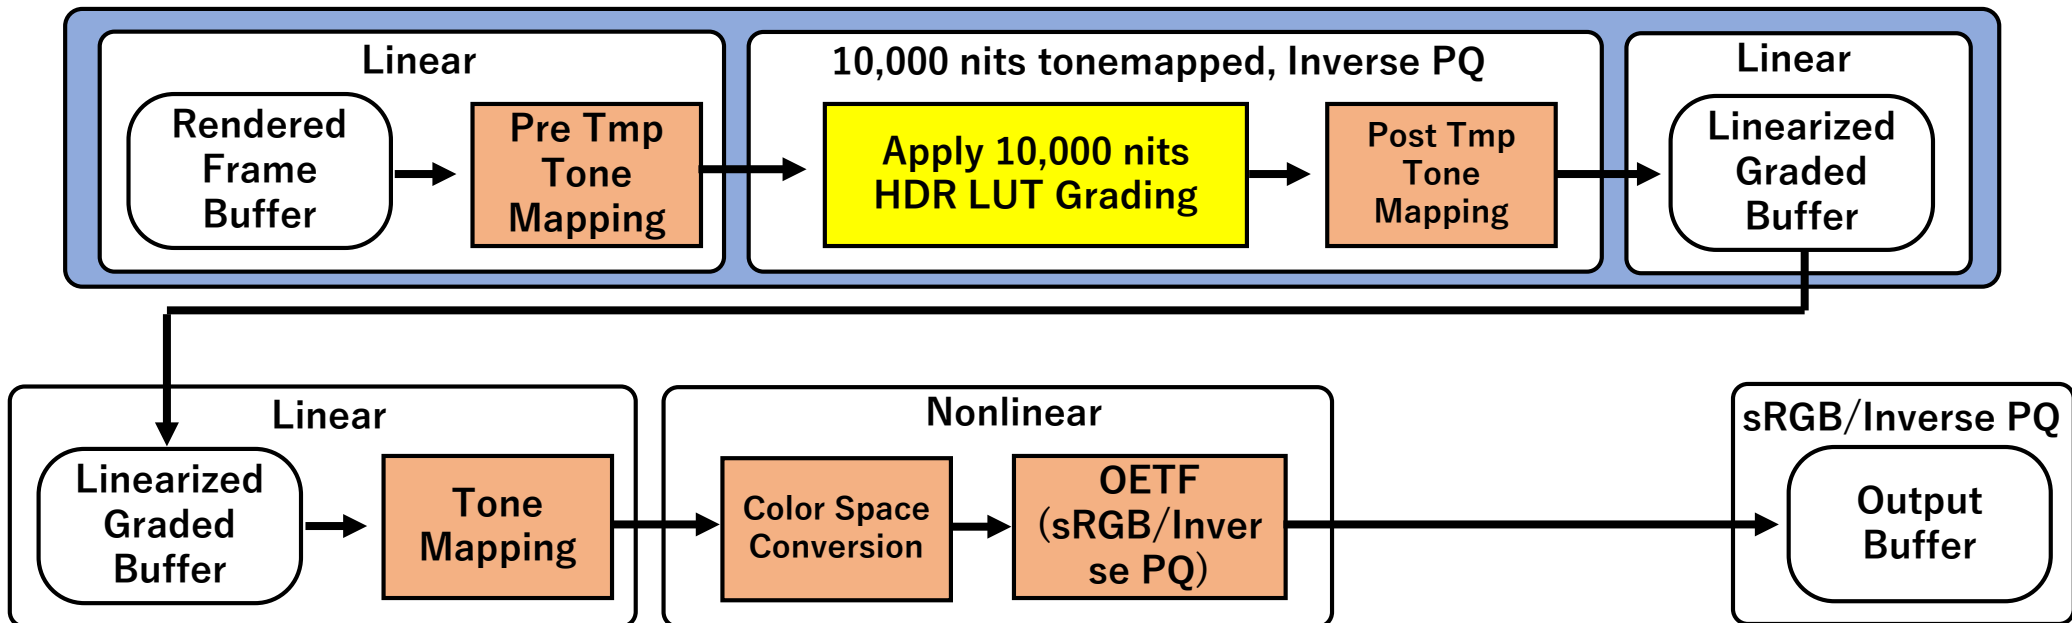 Linear
Rendered
Frame
Buffer
Pre Tmp
Tone
Mapping
10,000 nits tonemapped, Inverse PQ
Apply 10,000 nits
HDR LUT Grading
Post Tmp
Tone
Mapping
Linear
Linearized
Graded
Buffer
Linear
Linearized
Graded
Buffer
Tone
Mapping
Nonlinear
Color Space
Conversion
OETF
(sRGB/Inver
se PQ)
sRGB/Inverse PQ
Output
Buffer